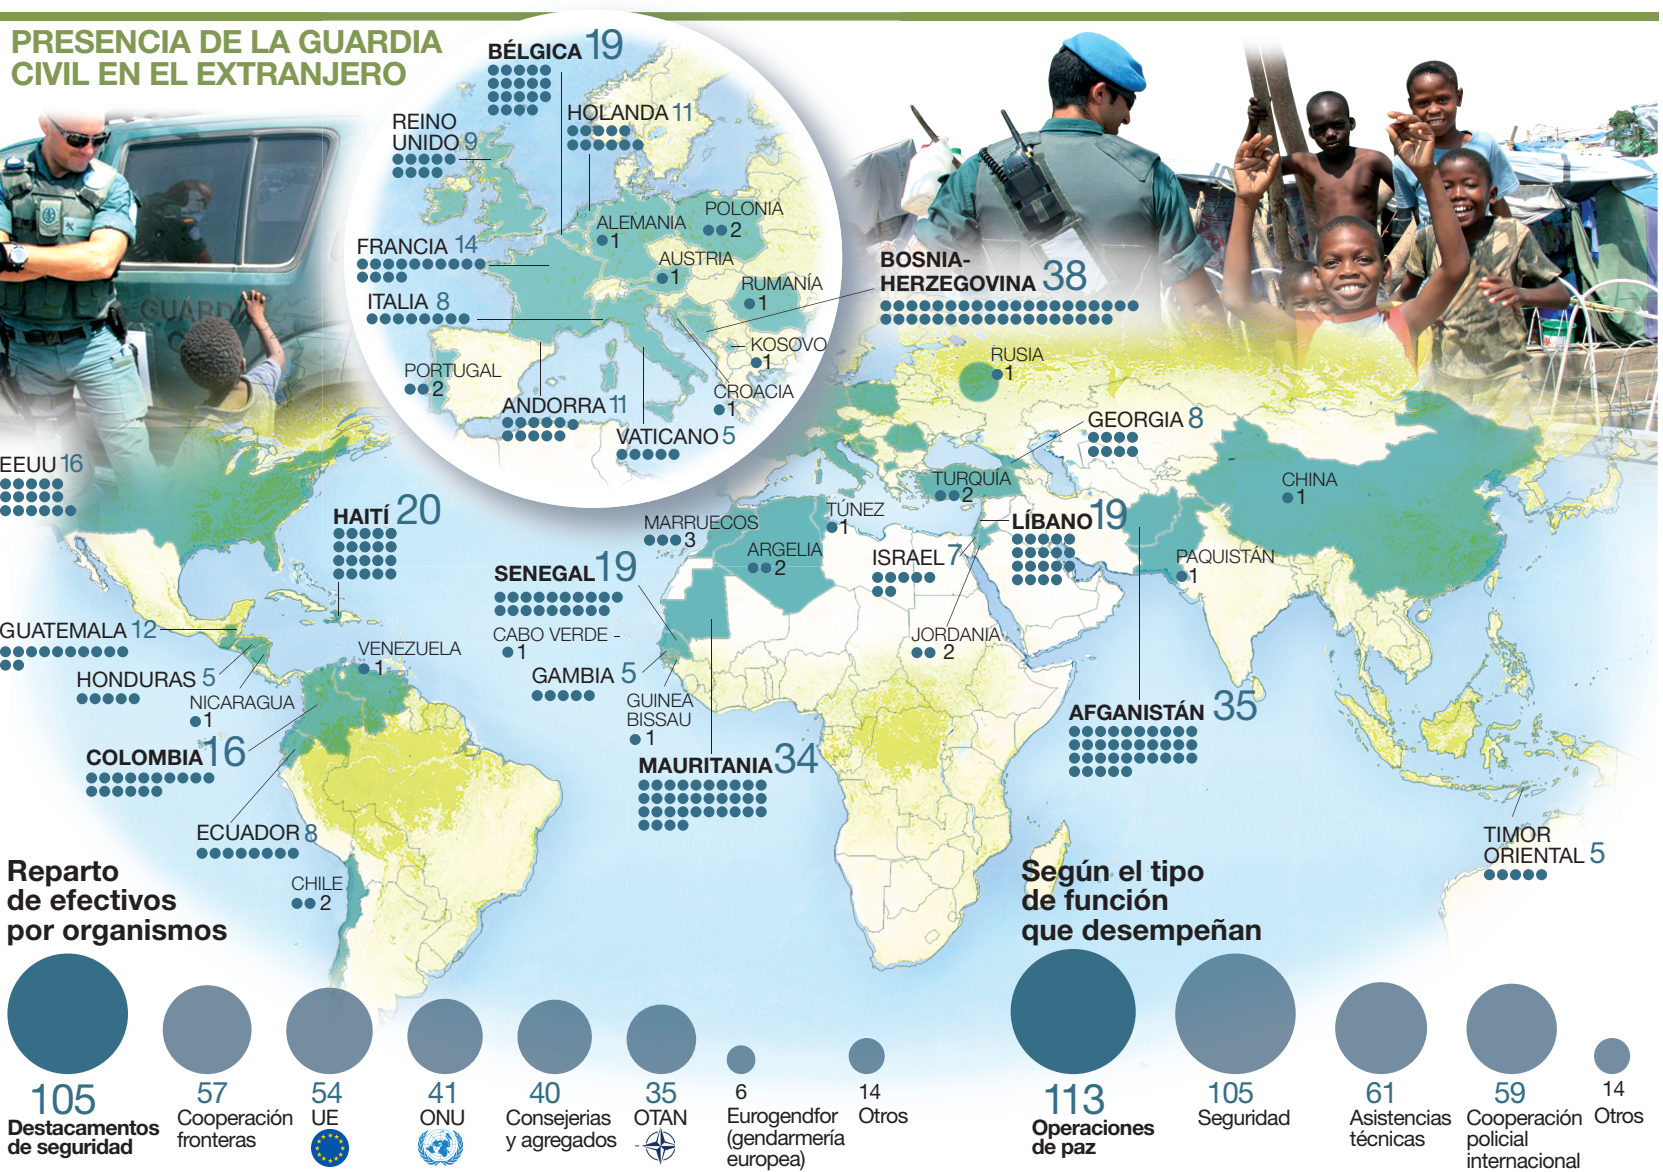 PRESENCIA DE LA GUARDIA
CIVIL EN EL EXTRANJERO
BÉLGICA 19
HOLANDA 11
REINO
UNIDO 9
ALEMANIA
1
POLONIA
2
FRANCIA 14
AUSTRIA
1
RUMANÍA
1
ITALIA 8
KOSOVO
1
PORTUGAL
2
CROACIA
1
ANDORRA 11
VATICANO 5
BOSNIA-
HERZEGOVINA 38
GUARDIA
RUSIA
1
GEORGIA 8
EEUU 16
HAITÍ 20
TURQUÍA
2
CHINA
1
MARRUECOS
3
TÚNEZ
1
LÍBANO 19
ARGELIA
2
ISRAEL 7
PAQUISTÁN
1
SENEGAL 19
GUATEMALA 12
CABO VERDE
1
JORDANIA
2
VENEZUELA
1
HONDURAS 5
GAMBIA 5
NICARAGUA
1
GUINEA
BISSAU
1
AFGANISTÁN 35
COLOMBIA 16
MAURITANIA 34
ECUADOR 8
TIMOR
ORIENTAL 5
CHILE
2
Reparto
de efectivos
por organismos
105
Destacamentos
de seguridad
57
Cooperación
fronteras
54
UE
41
ONU
40
Consejerias
y agregados
35
OTAN
6
Eurogendfor
(gendarmería
europea)
14
Otros
Según el tipo
de función
que desempeñan
113
Operaciones
de paz
105
Seguridad
61
Asistencias
técnicas
59
Cooperación
policial
internacional
14
Otros